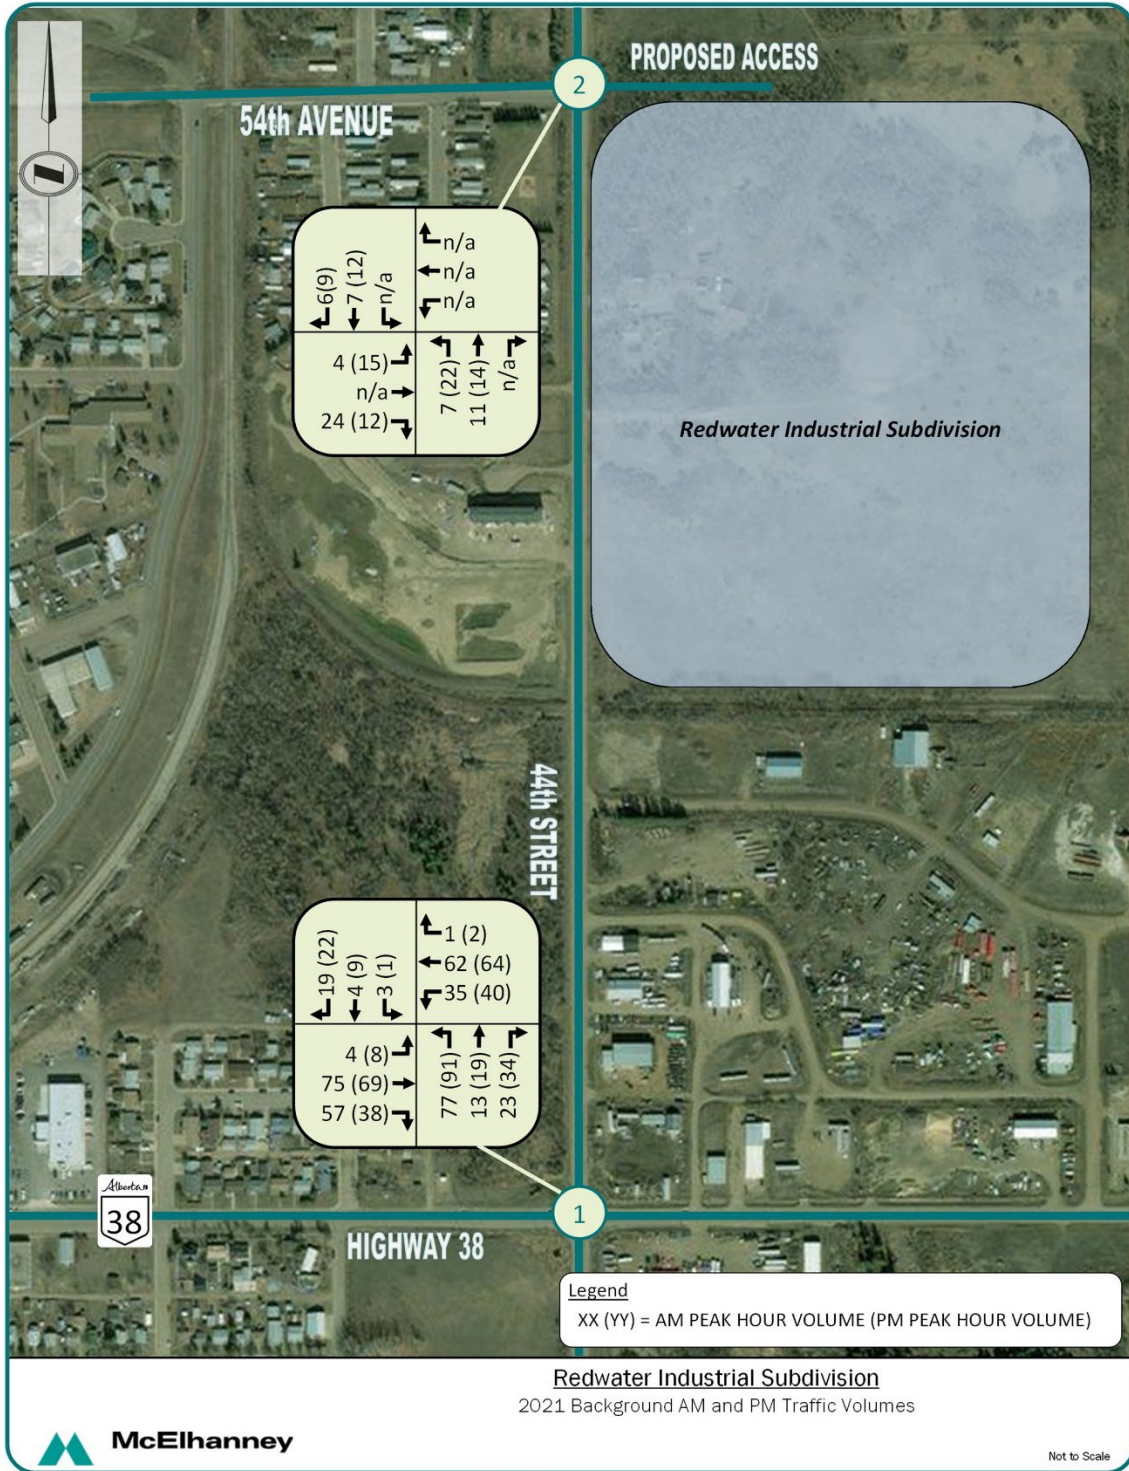 PROPOSED ACCESS
2
54th AVENUE
N
6(9)
7 (12)
n/a
n/a
n/a
n/a
4 (15)
n/a
24 (12)
7 (22)
11 (14)
n/a
Redwater Industrial Subdivision
44th STREET
19 (22)
4 (9)
3 (1)
1 (2)
62 (64)
35 (40)
4 (8)
75 (69)
57 (38)
77 (91)
13 (19)
23 (34)
Alberta
38
1
HIGHWAY 38
Legend
XX (YY) = AM PEAK HOUR VOLUME (PM PEAK HOUR VOLUME)
Redwater Industrial Subdivision
2021 Background AM and PM Traffic Volumes
McElhanney
Not to Scale